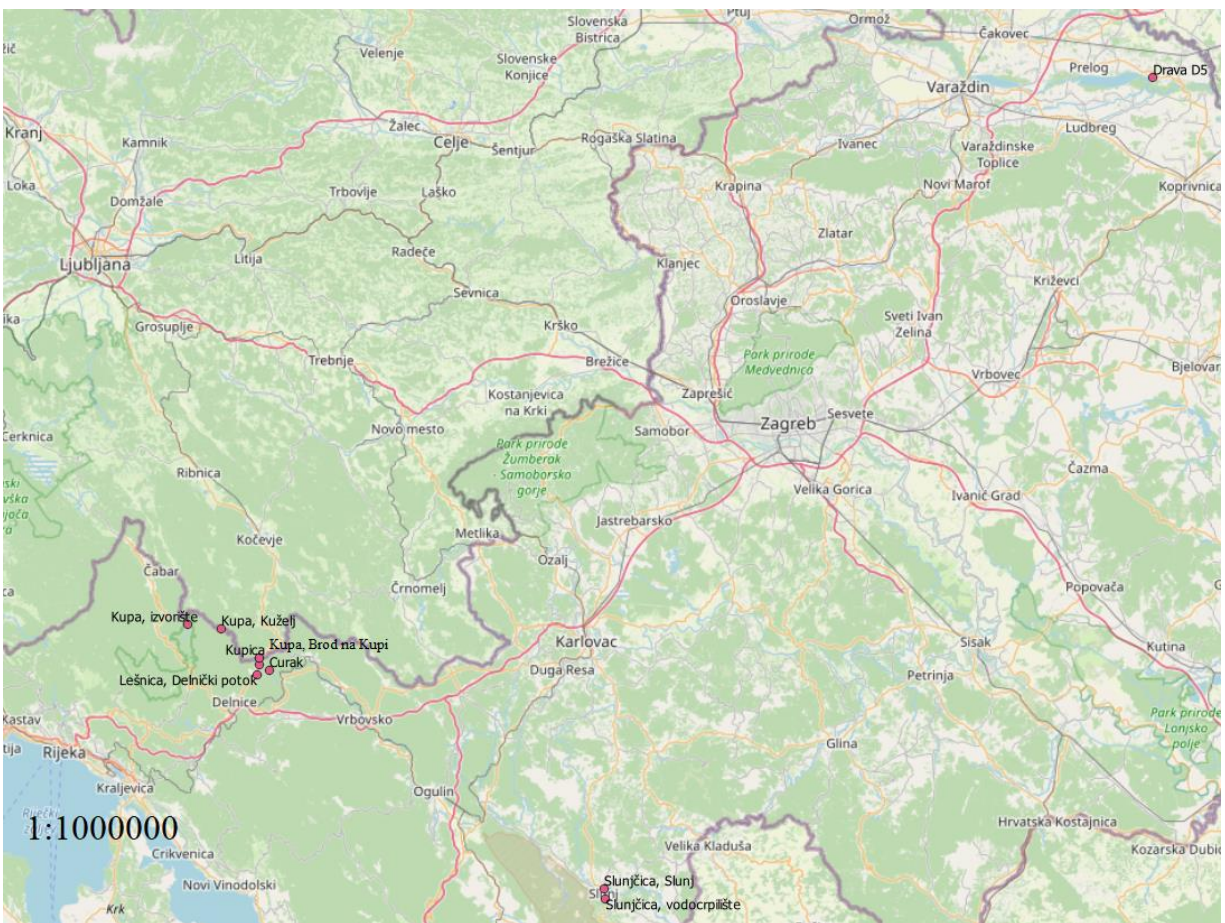 Slovenska
Bistrica
Ptuj
Ormož
Čakovec
Velenje
Slovenske
Konjice
Prelog
Drava D5
Varaždin
Kranj
Kamnik
Žalec
Celje
Šentjur
Rogaška Slatina
Ivanec
Varaždinske
Toplice
Ludbreg
Loka
Domžale
Trbovlje
Laško
Krapina
Novi Marof
Koprivnica
Ljubljana
Litija
Radeče
Klanjec
Zlatar
Križevci
Sevnica
Oroslavje
Grosuplje
Krško
Sveti Ivan
Zelina
Trebnje
Brežice
Park prirode
Medvednica
Vrbovec
Bjelovar
Kostanjevica
na Krki
Zaprešić
Novo mesto
Samobor
Zagreb
Sesvete
Cerknica
Park prirode
Žumberak
- Samoborsko
gorje
Ribnica
Čazma
Velika Gorica
Ivanić Grad
Jastrebarsko
Kočevje
Metlika
Ozalj
Čabar
Črnomelj
Popovača
Kupa, izvorište
Kupa, Kuželj
Kupica
Kupa, Brod na Kupi
Curak
Karlovac
Sisak
Kutina
Lešnica, Delnički potok
Duga Resa
Petrinja
Delnice
Kastav
Vrbovsko
Park prirode
Lonjsko
polje
Rijeka
Glina
Kraljevica
Ogulin
1:1000000
Hrvatska Kostajnica
Crikvenica
Velika Kladuša
Kozarska Dubic
Novi Vinodolski
Slunjčica, Slunj
Slunj
Slunjčica, vodocrpilište
Krk